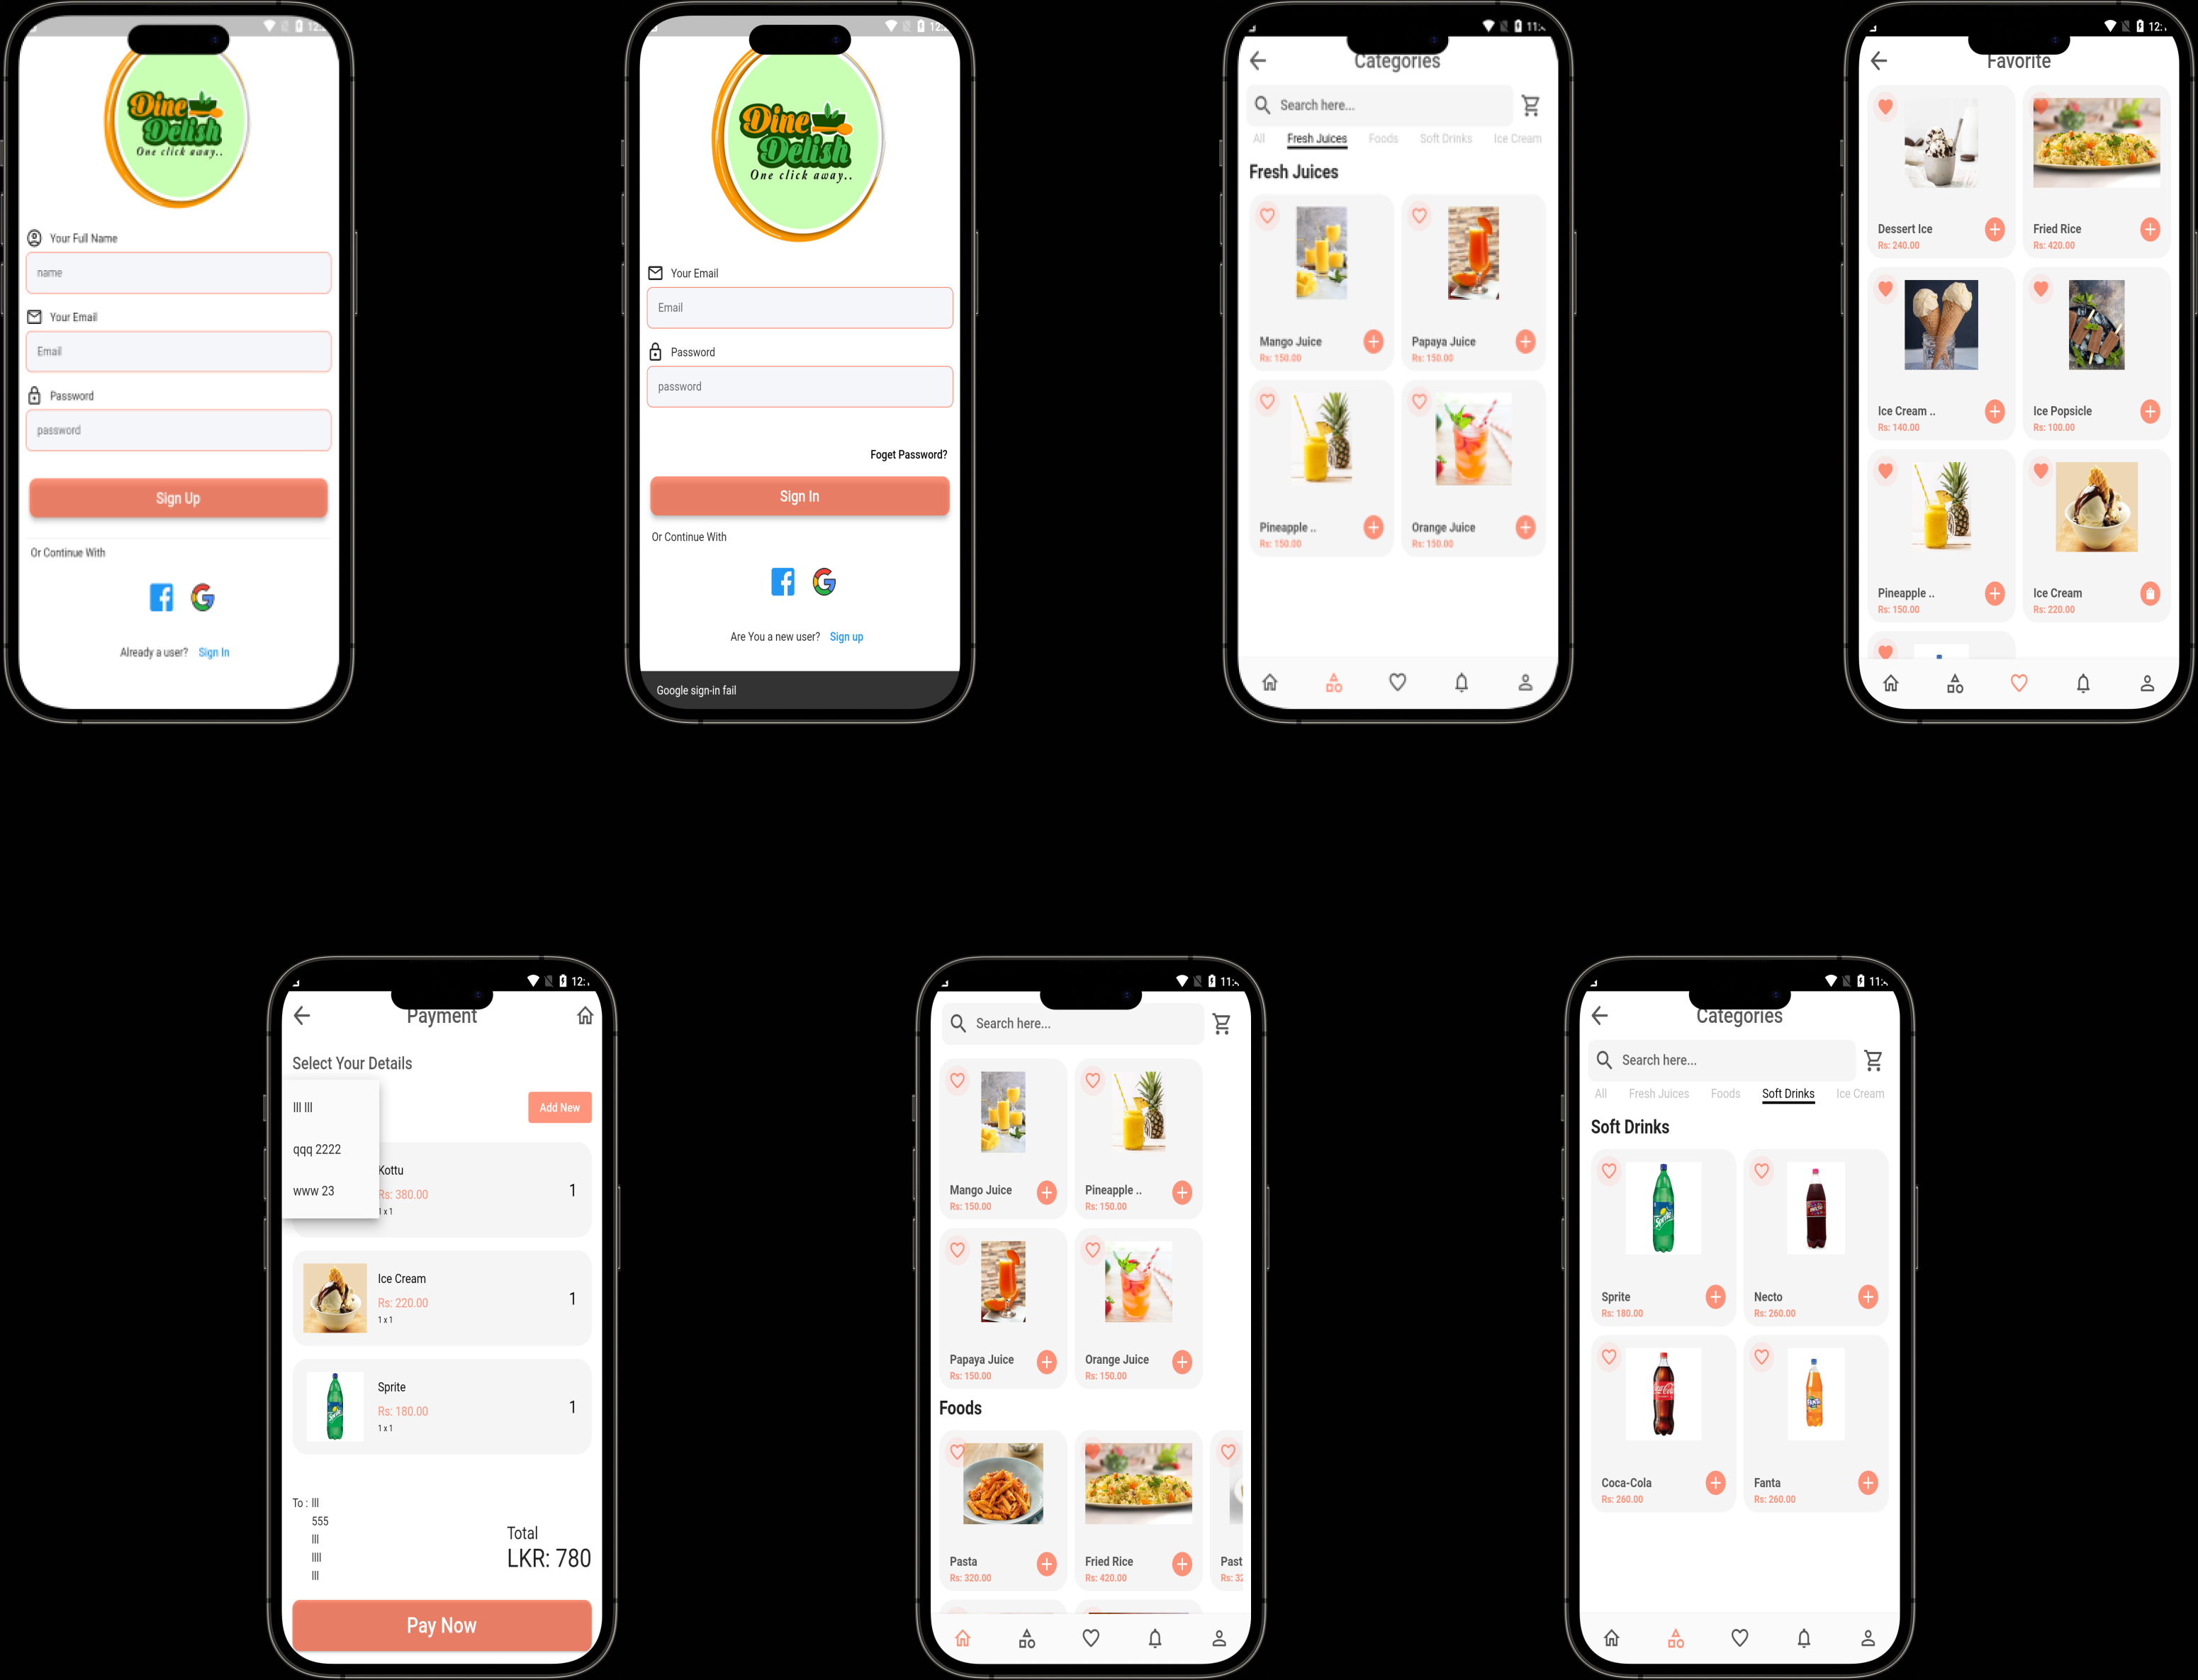 Dine
Delish
One click away..
Your Full Name
name
Your Email
Email
Password
password
Sign Up
Or Continue With
Already a user? Sign In
Dine
Delish
One click away..
Your Email
Email
Password
password
Foget Password?
Sign In
Or Continue With
Are You a new user? Sign up
Google sign-in fail
Categories
Search here...
All Fresh Juices Foods Soft Drinks Ice Cream
Fresh Juices
Mango Juice
Rs: 150.00
Papaya Juice
Rs: 150.00
Pineapple ..
Rs: 150.00
Orange Juice
Rs: 150.00
Favorite
Dessert Ice
Rs: 240.00
Fried Rice
Rs: 420.00
Ice Cream ..
Rs: 140.00
Ice Popsicle
Rs: 100.00
Pineapple ..
Rs: 150.00
Ice Cream
Rs: 220.00
Payment
Select Your Details
lll lll
qqq 2222
www 23
Add New
Kottu
Rs: 380.00
1 x 1
1
Ice Cream
Rs: 220.00
1 x 1
1
Sprite
Rs: 180.00
1 x 1
1
To : lll
555
lll
llll
lll
Total
LKR: 780
Pay Now
Search here...
Mango Juice
Rs: 150.00
Pineapple ..
Rs: 150.00
Papaya Juice
Rs: 150.00
Orange Juice
Rs: 150.00
Foods
Pasta
Rs: 320.00
Fried Rice
Rs: 420.00
Past
Rs: 32
Categories
Search here...
All Fresh Juices Foods Soft Drinks Ice Cream
Soft Drinks
Sprite
Rs: 180.00
Necto
Rs: 260.00
Coca-Cola
Rs: 260.00
Fanta
Rs: 260.00